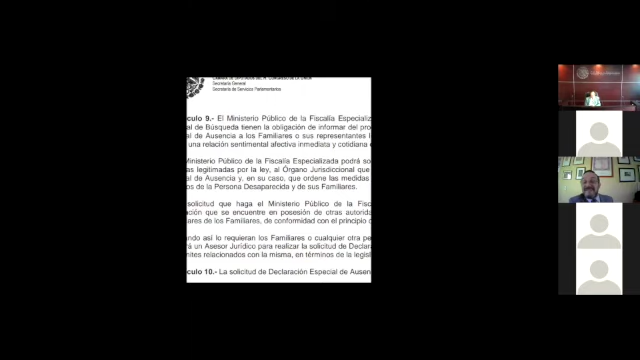 CÁMARA DE DIPUTADOS DEL H. CONGRESO DE LA UNIÓN
Secretaría General
Secretaría de Servicios Parlamentarios
culo 9.- El Ministerio Público de la Fiscalía Especializ
al de Búsqueda tienen la obligación de informar del pro
al de Ausencia a los Familiares o sus representantes l
una relación sentimental afectiva inmediata y cotidiana
Ministerio Público de la Fiscalía Especializada podrá so
as legitimadas por la ley, al Órgano Jurisdiccional que
al de Ausencia y, en su caso, que ordene las medidas
os de la Persona Desaparecida y de sus Familiares.
solicitud que haga el Ministerio Público de la Fisc
ación que se encuentre en posesión de otras autorida
iares de los Familiares, de conformidad con el principio
ndo así lo requieran los Familiares o cualquier otra pe
rá un Asesor Jurídico para realizar la solicitud de Declar
mites relacionados con la misma, en términos de la legisl
culo 10.- La solicitud de Declaración Especial de Ausen